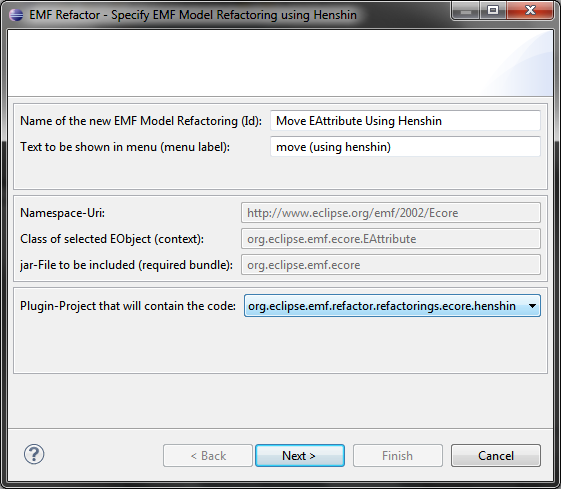 EMF Refactor - Specify EMF Model Refactoring using Henshin
Name of the new EMF Model Refactoring (Id): Move EAttribute Using Henshin
Text to be shown in menu (menu label): move (using henshin)
Namespace-Uri: http://www.eclipse.org/emf/2002/Ecore
Class of selected EObject (context): org.eclipse.emf.ecore.EAttribute
jar-File to be included (required bundle): org.eclipse.emf.ecore
Plugin-Project that will contain the code: org.eclipse.emf.refactor.refactorings.ecore.henshin
? < Back Next > Finish Cancel